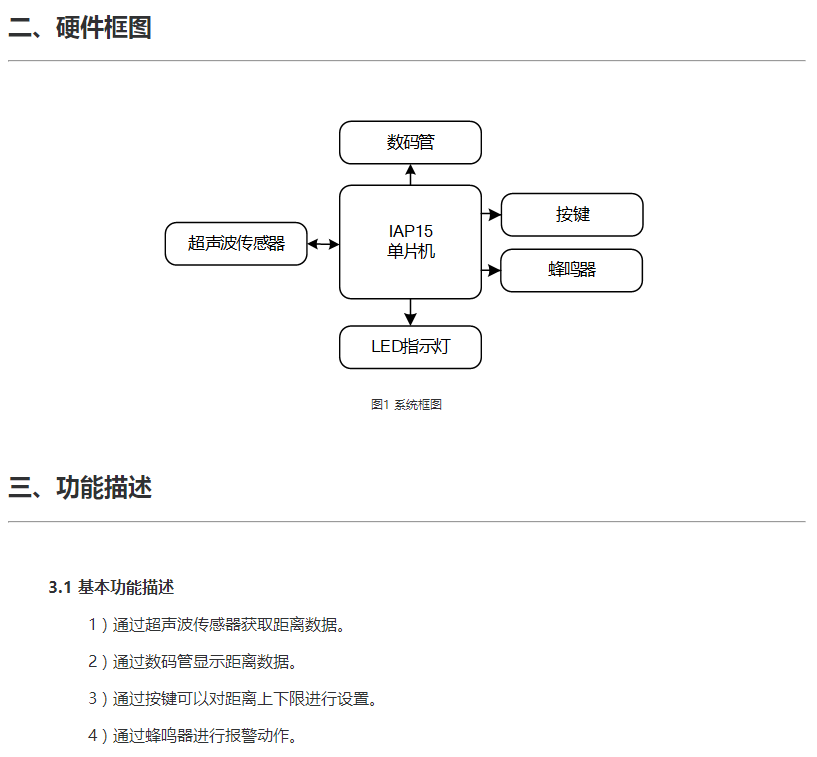 二、硬件框图
数码管
IAP15
单片机
按键
超声波传感器
蜂鸣器
LED指示灯
图1 系统框图
三、功能描述
3.1 基本功能描述
1）通过超声波传感器获取距离数据。
2）通过数码管显示距离数据。
3）通过按键可以对距离上下限进行设置。
4）通过蜂鸣器进行报警动作。